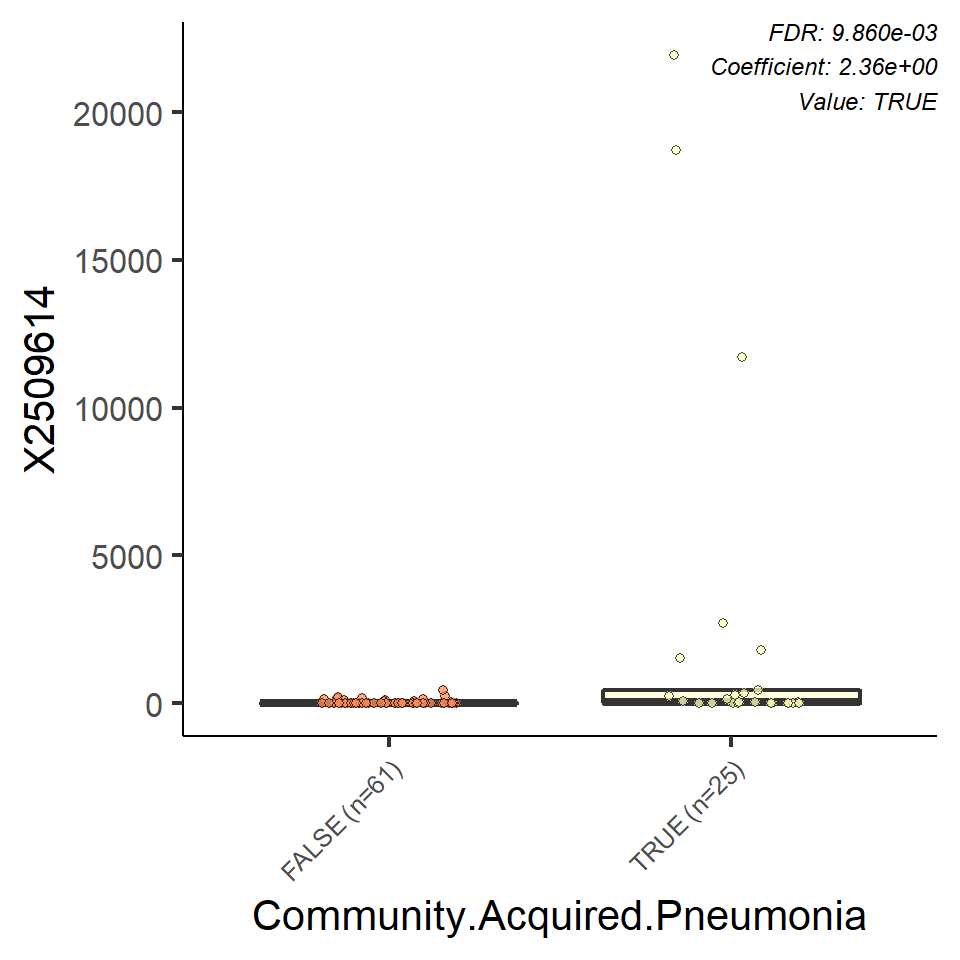 FDR: 9.860e-03
Coefficient: 2.36e+00
Value: TRUE
20000
15000
10000
5000
0
X2509614
FALSE (n=61)
TRUE (n=25)
Community.Acquired.Pneumonia